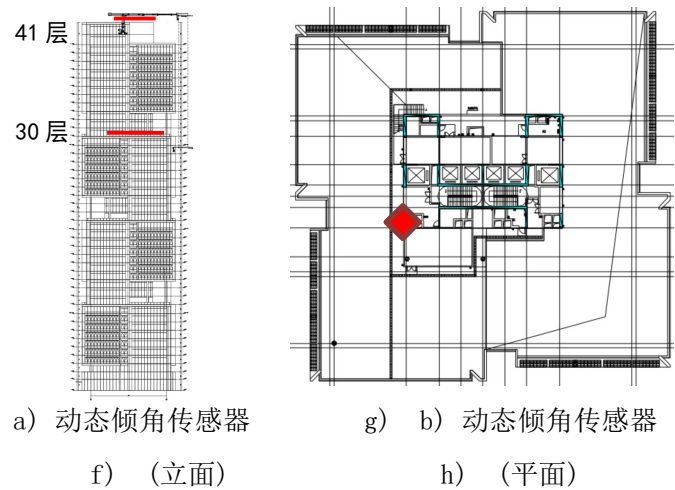 41 层
30 层
a) 动态倾角传感器
g) b) 动态倾角传感器
f) (立面)
h) (平面)